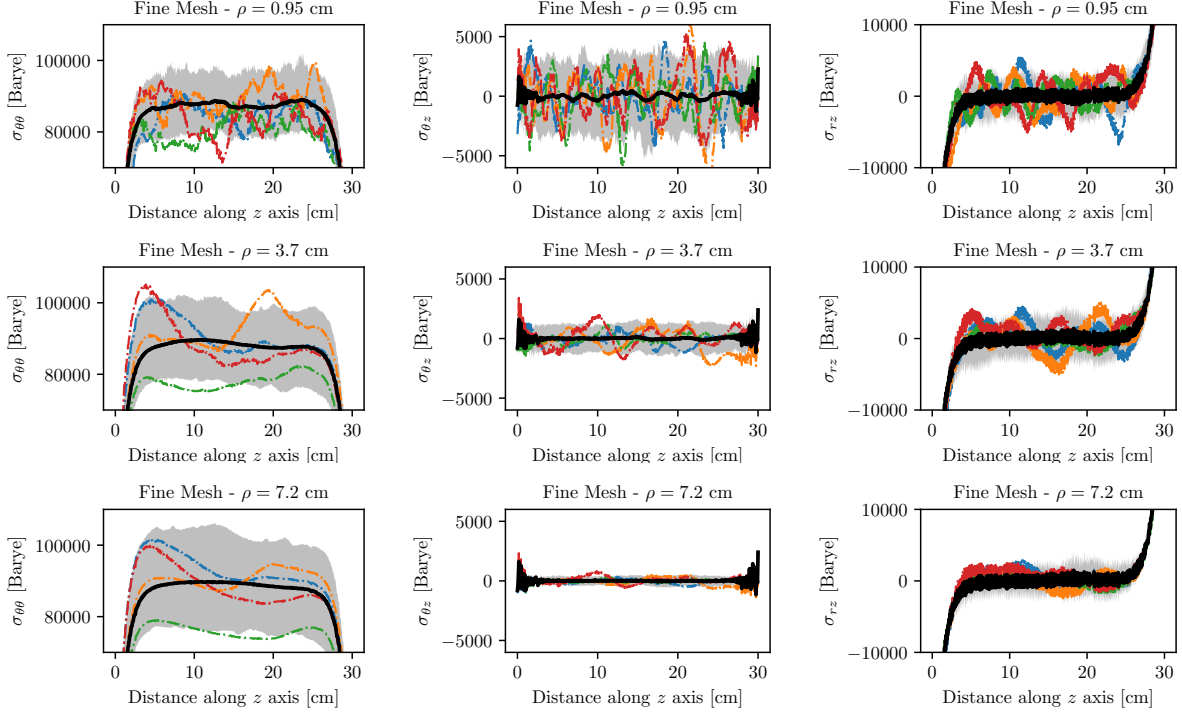 Fine Mesh - ρ = 0.95 cm
Fine Mesh - ρ = 0.95 cm
Fine Mesh - ρ = 0.95 cm
σθθ [Barye]
100000
80000
0 10 20 30
Distance along z axis [cm]
σθz [Barye]
5000
0
−5000
0 10 20 30
Distance along z axis [cm]
σrz [Barye]
10000
0
−10000
0 10 20 30
Distance along z axis [cm]
Fine Mesh - ρ = 3.7 cm
Fine Mesh - ρ = 3.7 cm
Fine Mesh - ρ = 3.7 cm
σθθ [Barye]
100000
80000
0 10 20 30
Distance along z axis [cm]
σθz [Barye]
5000
0
−5000
0 10 20 30
Distance along z axis [cm]
σrz [Barye]
10000
0
−10000
0 10 20 30
Distance along z axis [cm]
Fine Mesh - ρ = 7.2 cm
Fine Mesh - ρ = 7.2 cm
Fine Mesh - ρ = 7.2 cm
σθθ [Barye]
100000
80000
0 10 20 30
Distance along z axis [cm]
σθz [Barye]
5000
0
−5000
0 10 20 30
Distance along z axis [cm]
σrz [Barye]
10000
0
−10000
0 10 20 30
Distance along z axis [cm]